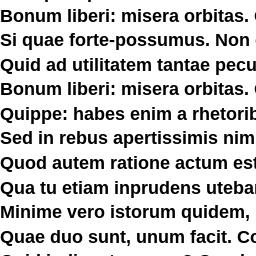 Bonum liberi: misera orbitas.
Si quae forte-possumus. Non
Quid ad utilitatem tantae pecu
Bonum liberi: misera orbitas.
Quippe: habes enim a rhetorib
Sed in rebus apertissimis nim
Quod autem ratione actum est
Qua tu etiam inprudens uteba
Minime vero istorum quidem,
Quae duo sunt, unum facit. Co